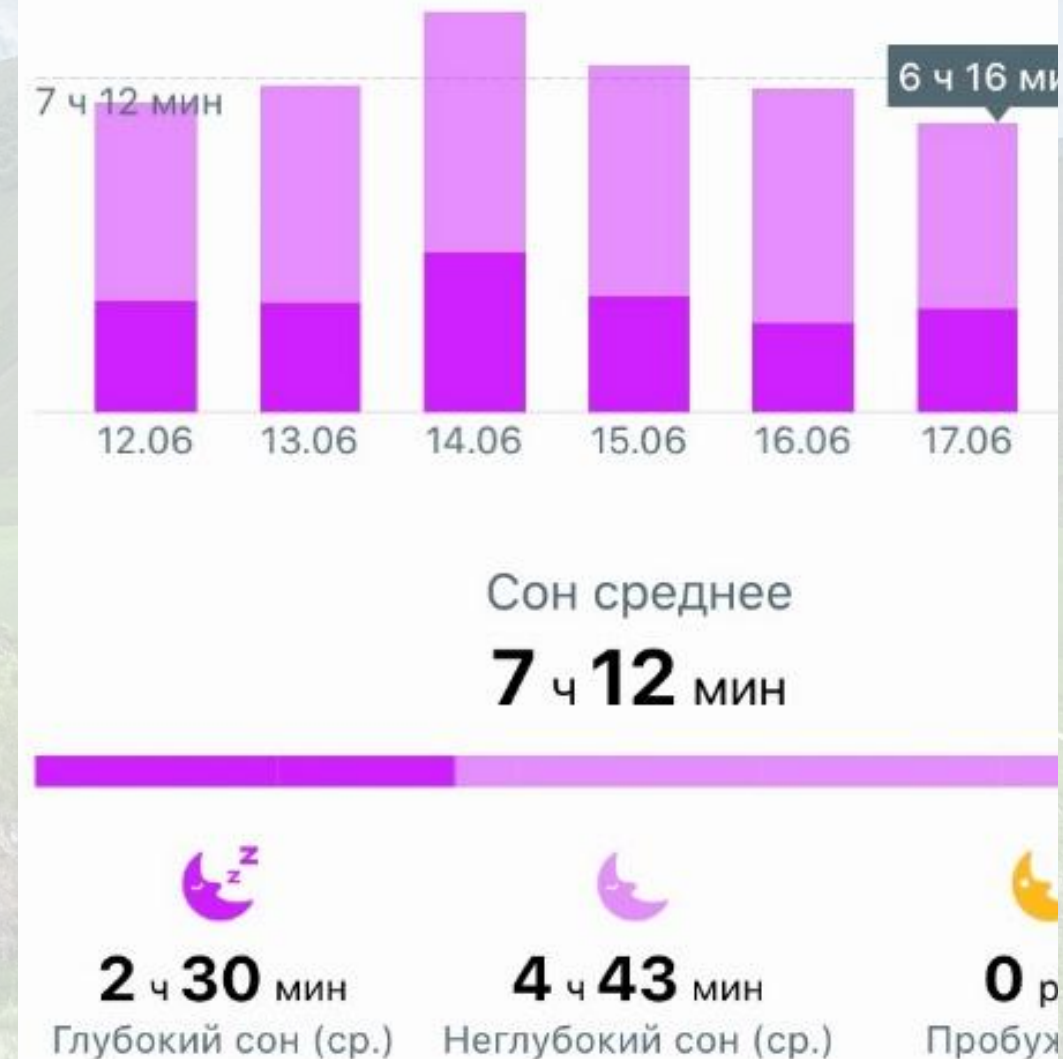 6 ч 16 ми
7 ч 12 мин
12.06 13.06 14.06 15.06 16.06 17.06
Сон среднее
7 ч 12 мин
z z
2 ч 30 мин 4 ч 43 мин 0 р
Глубокий сон (ср.) Неглубокий сон (ср.) Пробуж